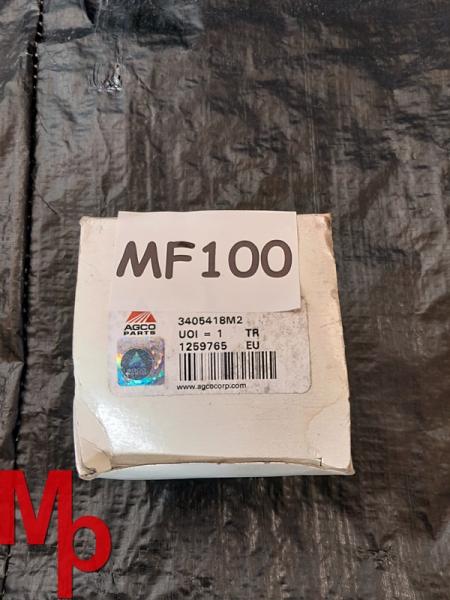 MF100
AGCO
PARTS
3405418M2
UOI = 1 TR
1259765 EU
www.agcocorp.com
Mp